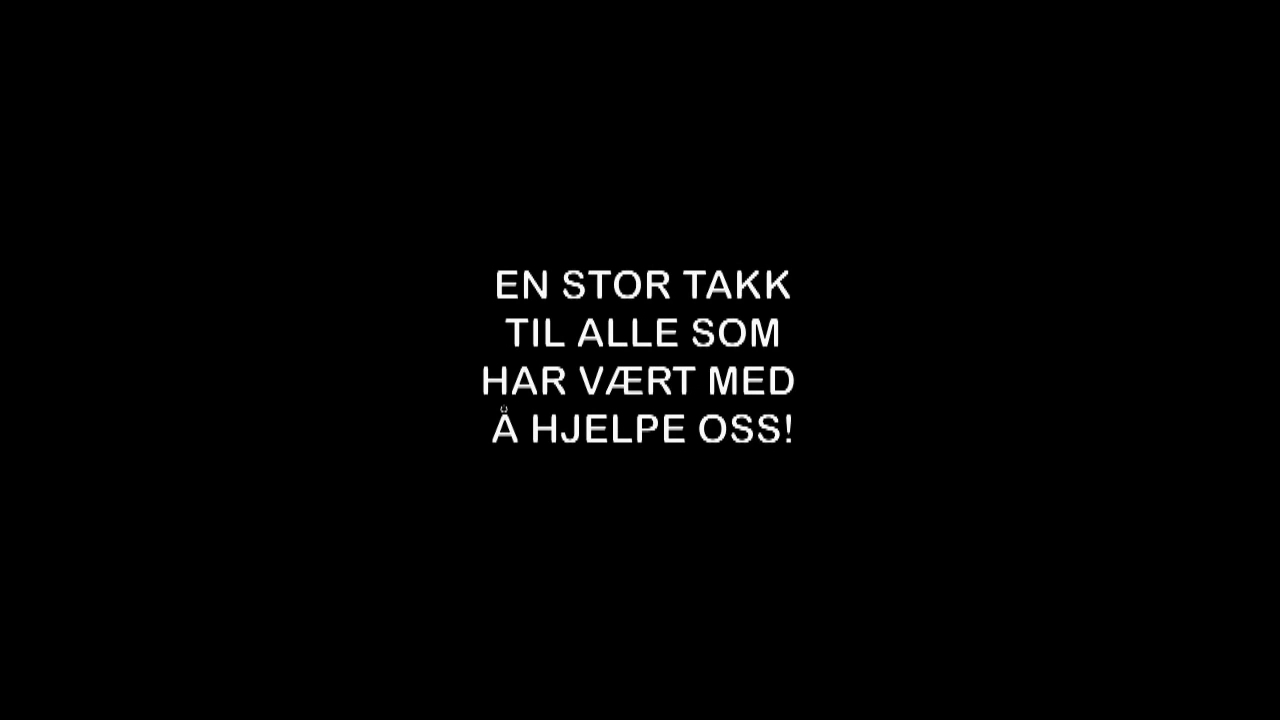 EN STOR TAKK
TIL ALLE SOM
HAR VÆRT MED
Å HJELPE OSS!